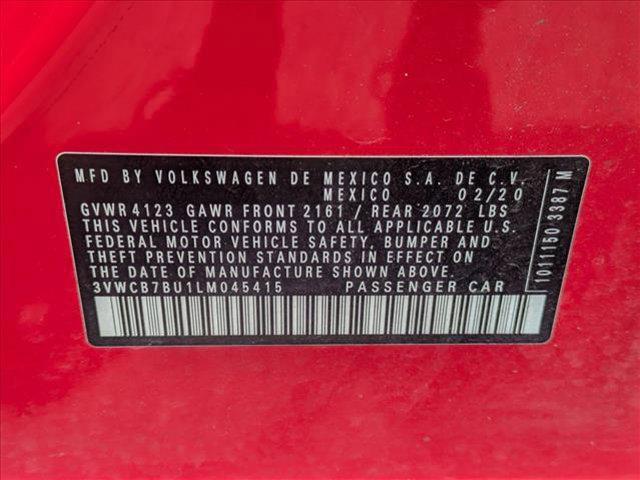 MFD BY VOLKSWAGEN DE MEXICO S.A. DE C.V.
MEXICO 02/20
GVWR 4123 GAWR FRONT 2161 / REAR 2072 LBS
THIS VEHICLE CONFORMS TO ALL APPLICABLE U.S.
FEDERAL MOTOR VEHICLE SAFETY, BUMPER AND
THEFT PREVENTION STANDARDS IN EFFECT ON
THE DATE OF MANUFACTURE SHOWN ABOVE.
3VWCB7BU1LM045415 PASSENGER CAR
1011150 3387 M